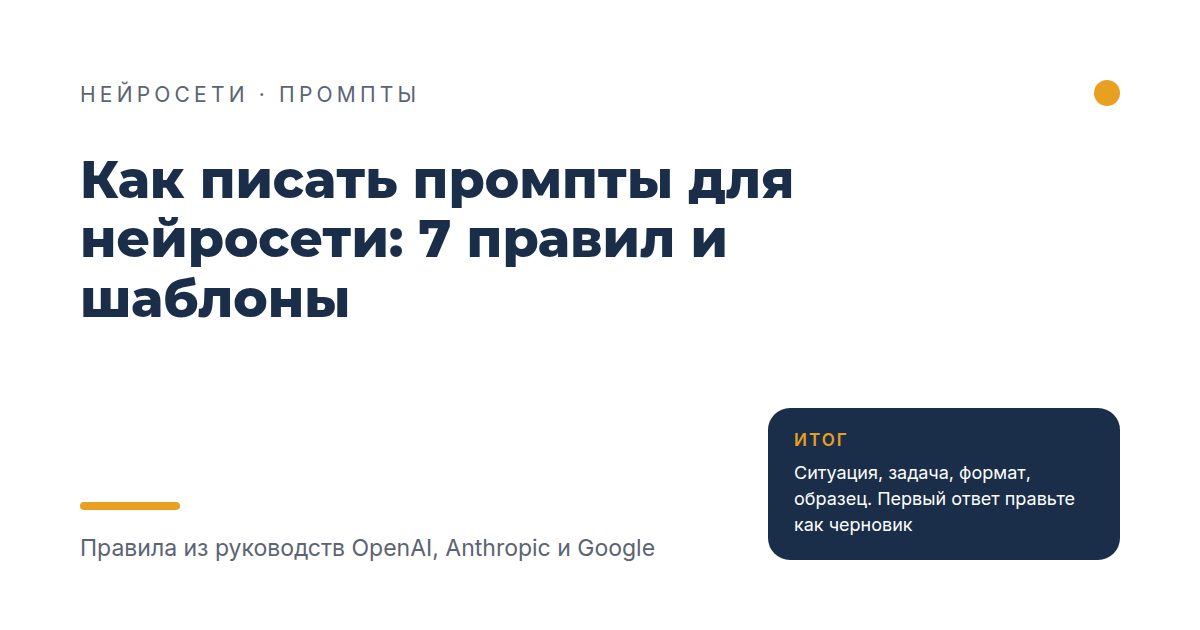 НЕЙРОСЕТИ · ПРОМПТЫ
Как писать промпты для
нейросети: 7 правил и
шаблоны
ИТОГ
Ситуация, задача, формат,
образец. Первый ответ правьте
как черновик
Правила из руководств OpenAI, Anthropic и Google